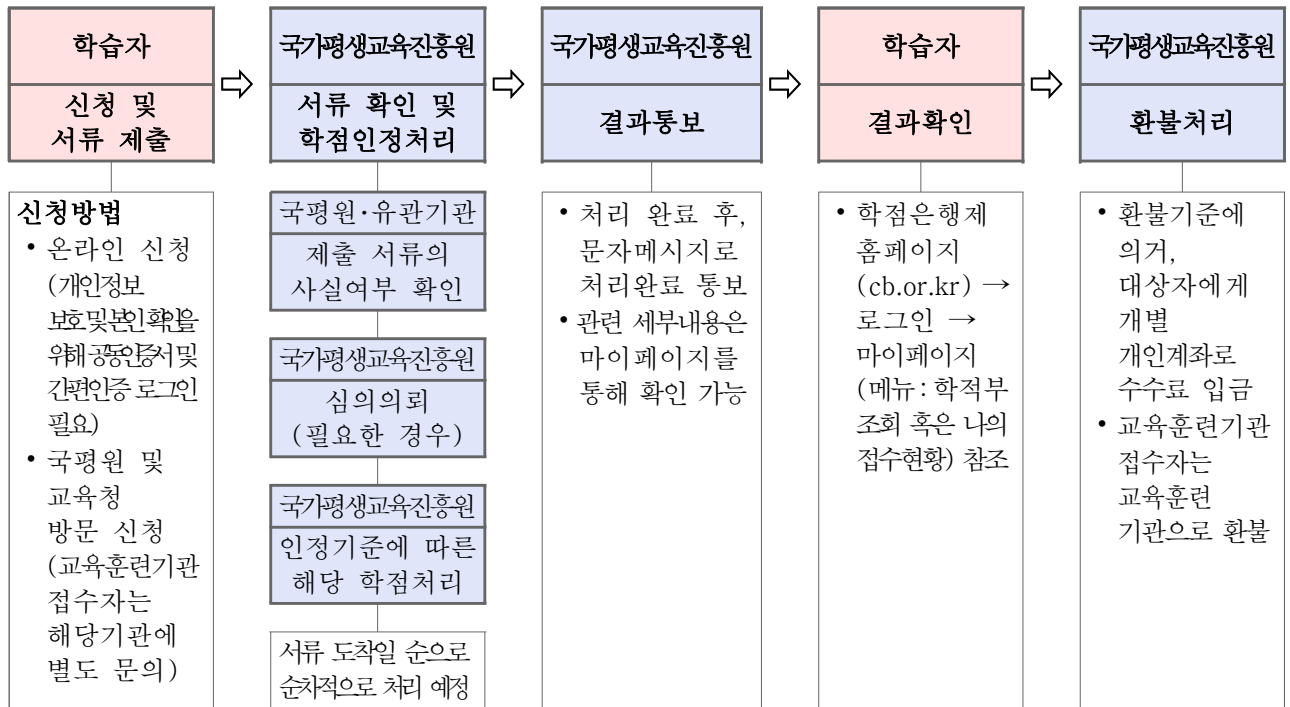 학습자
신청 및
서류 제출
⇨
국가평생교육진흥원
서류 확인 및
학점인정처리
⇨
국가평생교육진흥원
결과통보
⇨
학습자
결과확인
⇨
국가평생교육진흥원
환불처리
신청방법
• 온라인 신청
(개인정보
보호및본인확인을
위해공동인증서및
간편인증 로그인
필요)
• 국평원 및
교육청
방문 신청
(교육훈련기관
접수자는
해당기관에
별도 문의)
국평원·유관기관
제출 서류의
사실여부 확인
국가평생교육진흥원
심의의뢰
(필요한 경우)
국가평생교육진흥원
인정기준에 따른
해당 학점처리
서류 도착일 순으로
순차적으로 처리 예정
• 처리 완료 후,
문자메시지로
처리완료 통보
• 관련 세부내용은
마이페이지를
통해 확인 가능
• 학점은행제
홈페이지
(cb.or.kr) →
로그인 →
마이페이지
(메뉴 : 학적부
조회 혹은 나의
접수현황) 참조
• 환불기준에
의거,
대상자에게
개별
개인계좌로
수수료 입금
• 교육훈련기관
접수자는
교육훈련
기관으로 환불